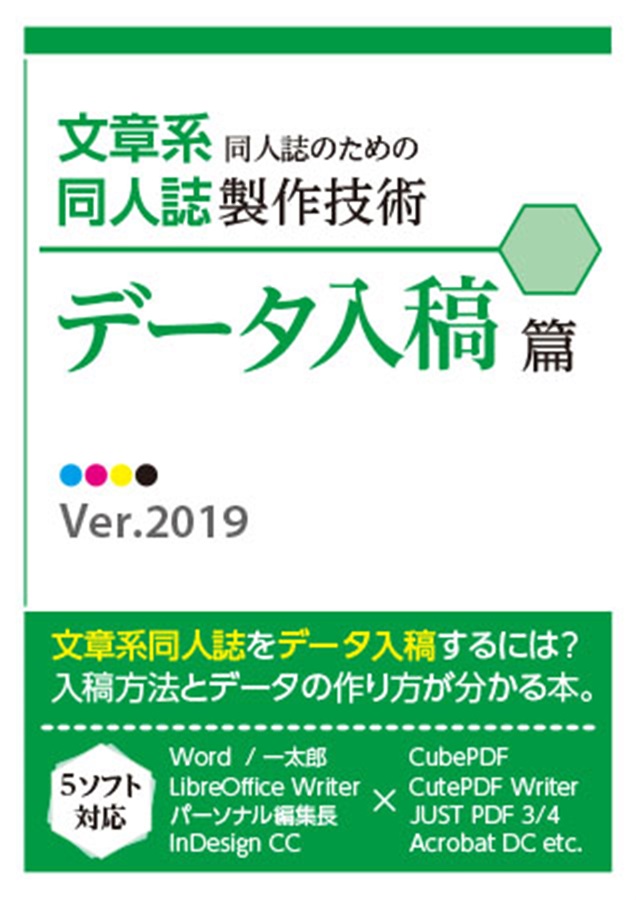 文章系 同人誌のための
同人誌 製作技術
データ入稿 篇
Ver.2019
文章系同人誌をデータ入稿するには?
入稿方法とデータの作り方が分かる本。
5ソフト
対応
Word / 一太郎
LibreOffice Writer
パーソナル編集長
InDesign CC
×
CubePDF
CutePDF Writer
JUST PDF 3/4
Acrobat DC etc.